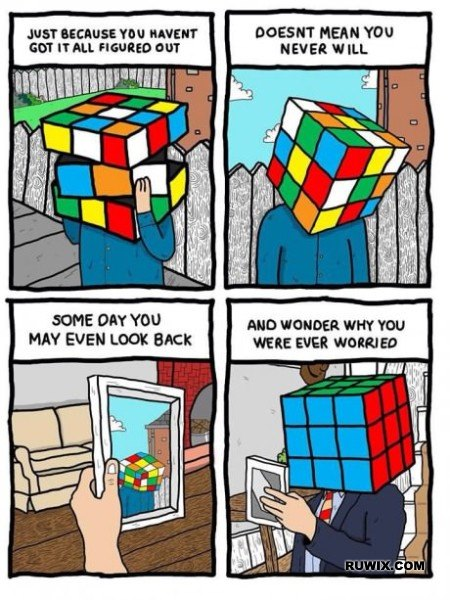 JUST BECAUSE YOU HAVENT
GOT IT ALL FIGURED OUT
DOESNT MEAN YOU
NEVER WILL
SOME DAY YOU
MAY EVEN LOOK BACK
AND WONDER WHY YOU
WERE EVER WORRIED
RUWIX.COM